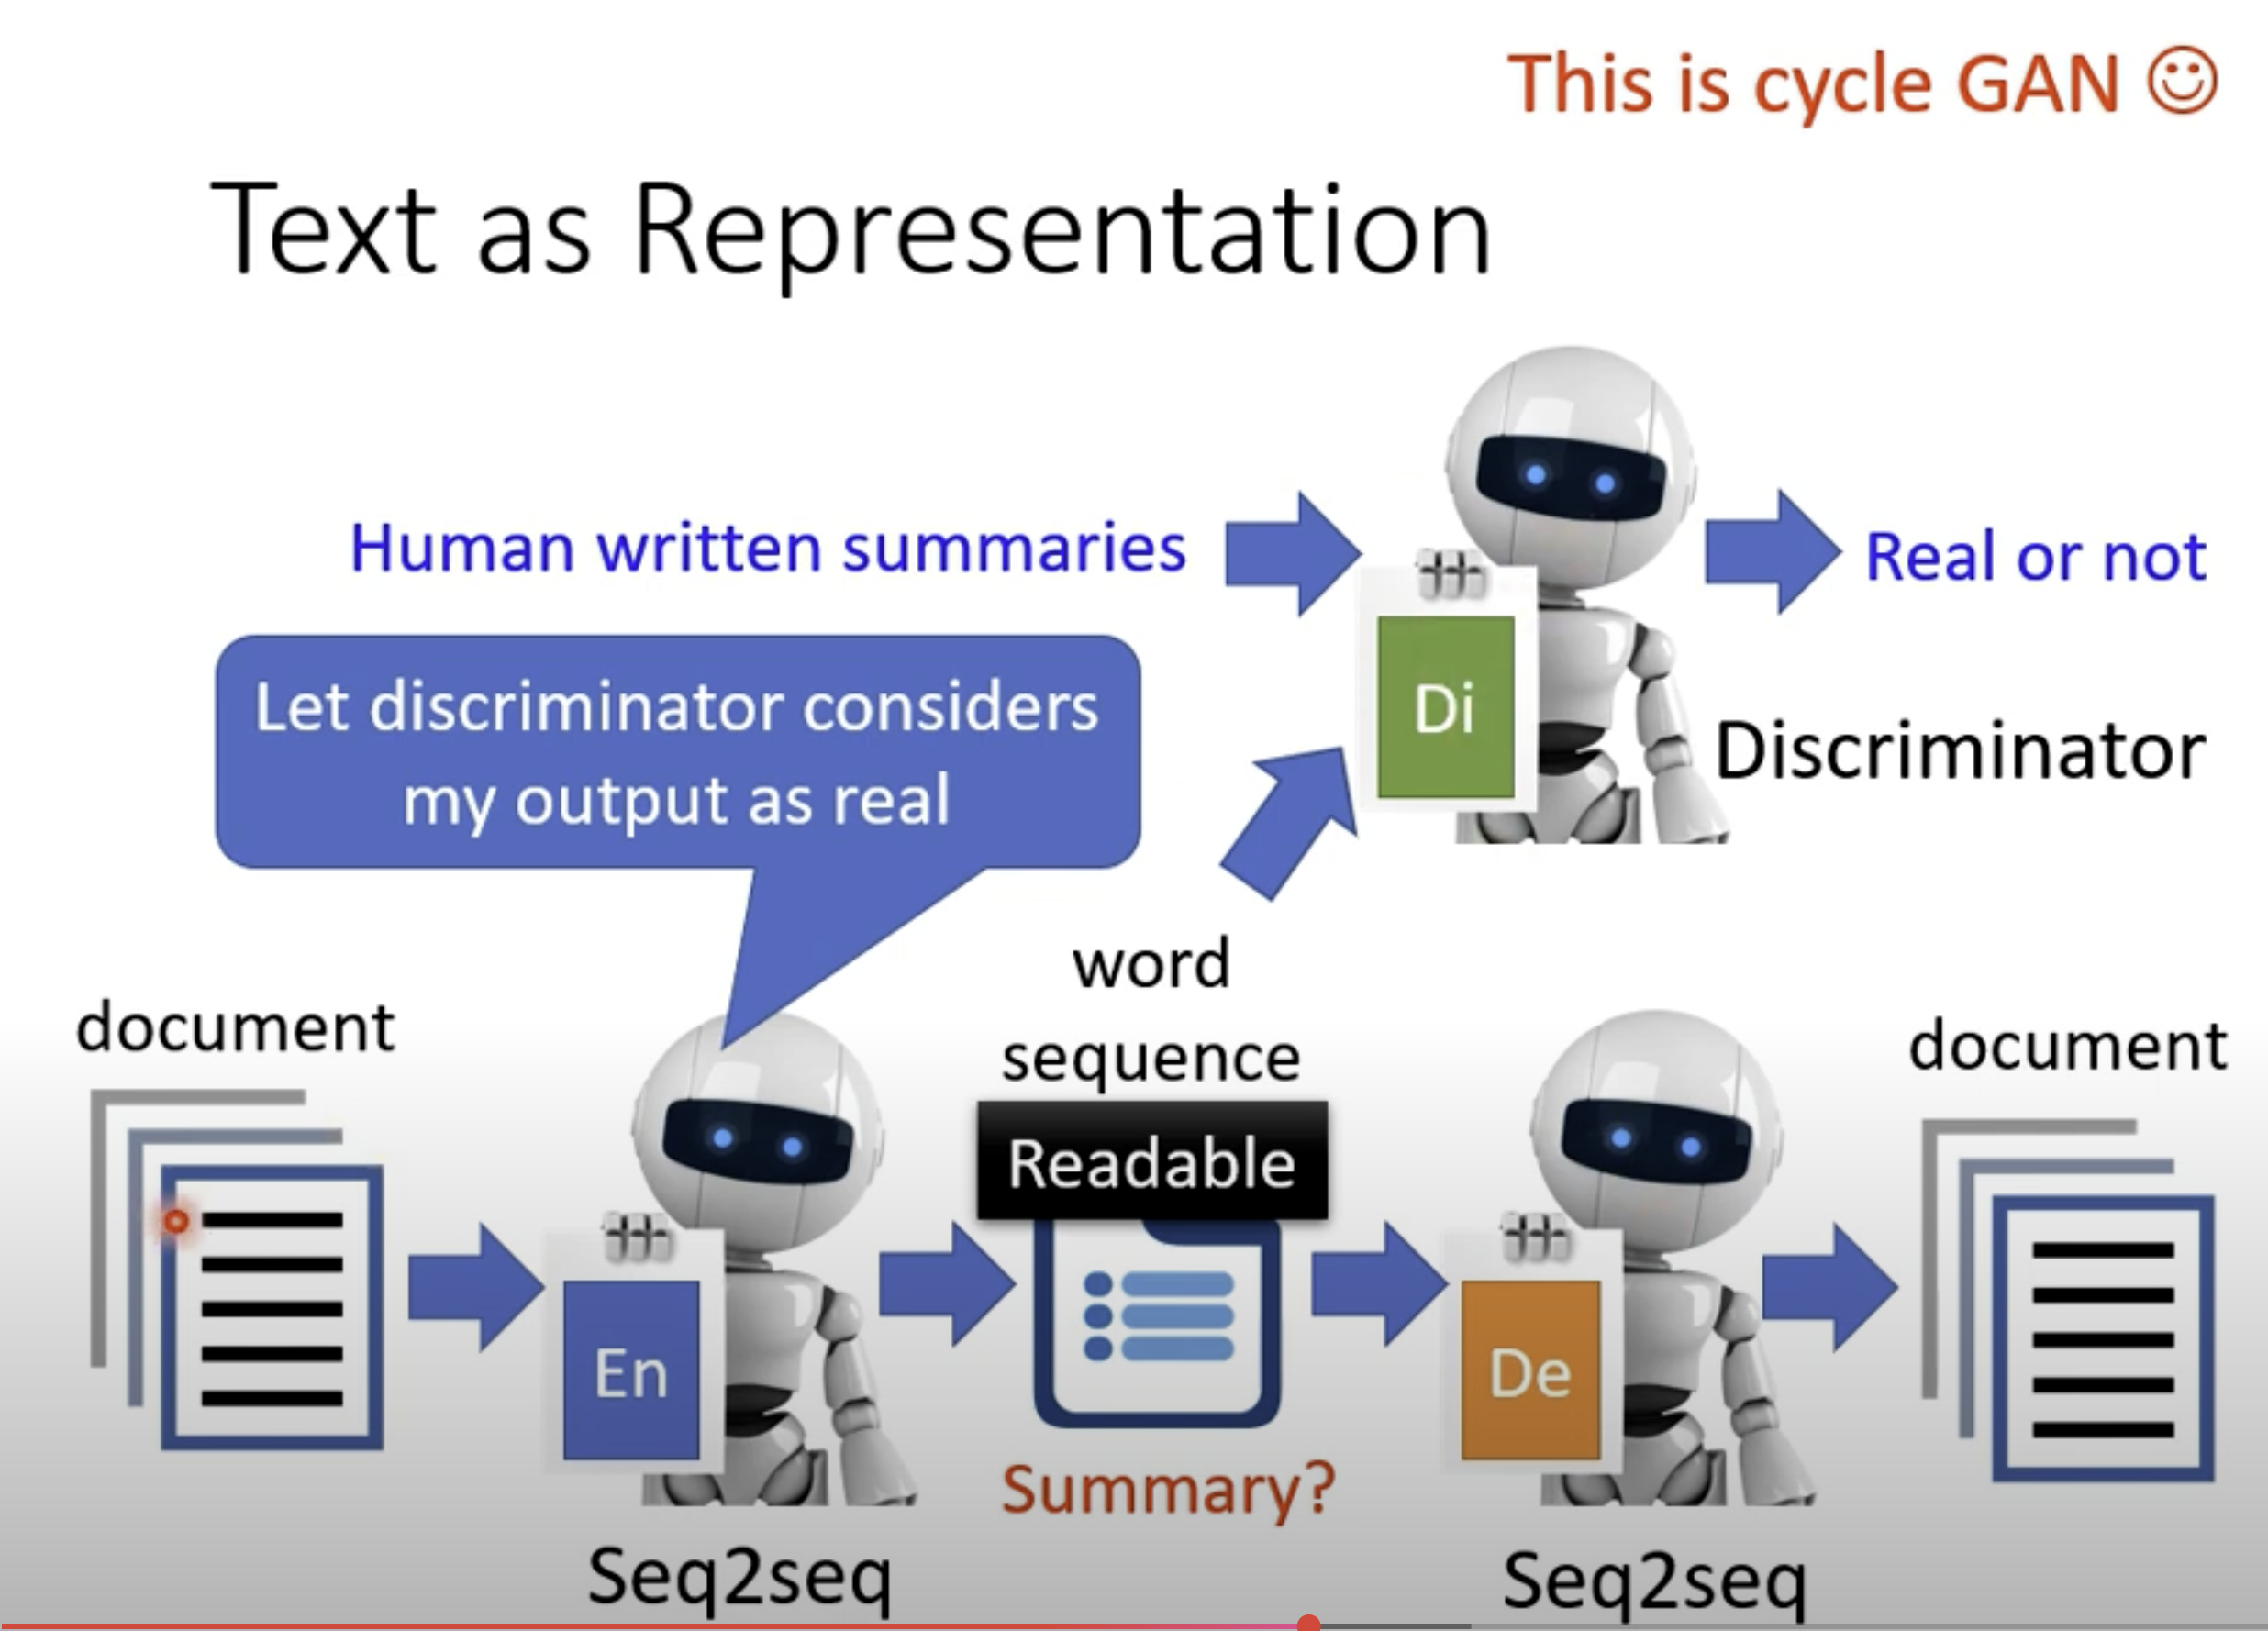 This is cycle GAN ☺
Text as Representation
Human written summaries
Real or not
Let discriminator considers
my output as real
Di
Discriminator
word
sequence
document
document
Readable
En
De
Summary?
Seq2seq
Seq2seq